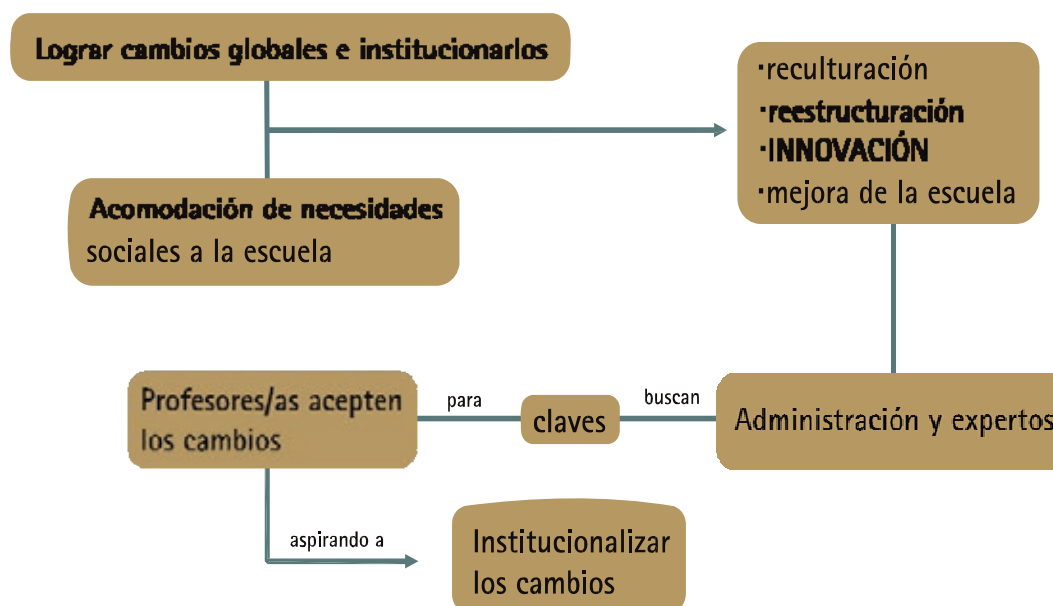 Lograr cambios globales e institucionarlos
·reculturación
·reestructuración
·INNOVACIÓN
·mejora de la escuela
Acomodación de necesidades
sociales a la escuela
Profesores/as acepten
los cambios
para
claves
buscan
Administración y expertos
aspirando a
Institucionalizar
los cambios